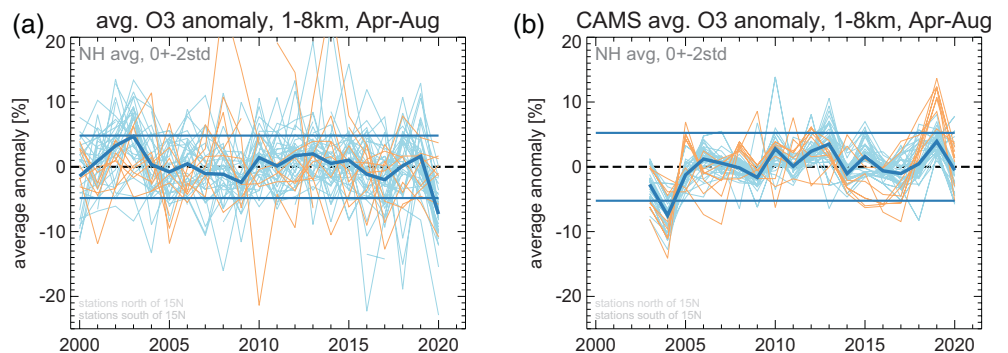 (a) avg. O3 anomaly, 1-8km, Apr-Aug
NH avg, 0+-2std
average anomaly [%]
20
10
0
-10
-20
stations north of 15N
stations south of 15N
2000 2005 2010 2015 2020
(b) CAMS avg. O3 anomaly, 1-8km, Apr-Aug
NH avg, 0+-2std
average anomaly [%]
20
10
0
-10
-20
stations north of 15N
stations south of 15N
2000 2005 2010 2015 2020